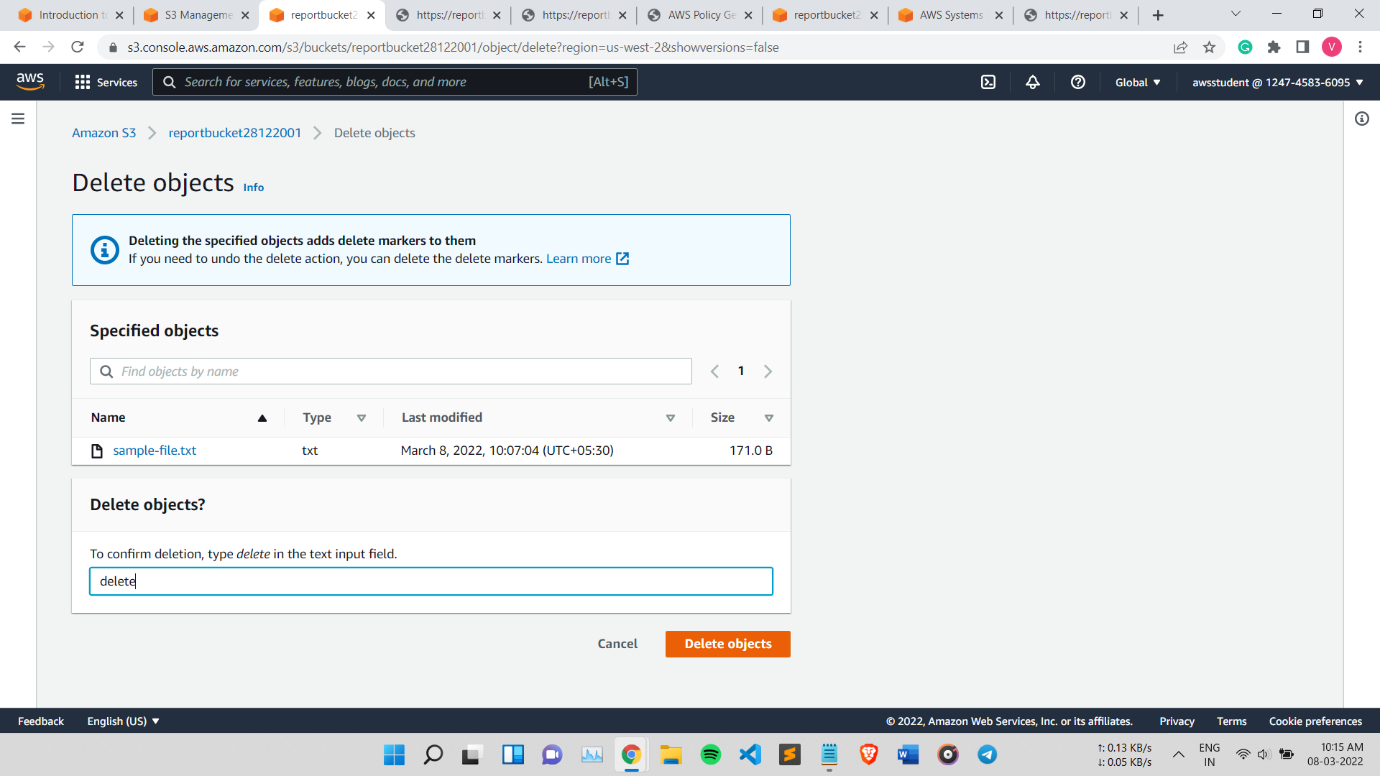 Introduction t
S3 Manageme
reportbucket2
https://report
https://report
AWS Policy Ge
reportbucket2
AWS Systems
https://report
s3.console.aws.amazon.com/s3/buckets/reportbucket28122001/object/delete?region=us-west-2&showversions=false
V
aws
Services
Search for services, features, blogs, docs, and more
[Alt+S]
Global
awsstudent @ 1247-4583-6095
Amazon S3
reportbucket28122001
Delete objects
Delete objects Info
Deleting the specified objects adds delete markers to them
If you need to undo the delete action, you can delete the delete markers. Learn more
Specified objects
Find objects by name
1
Name Type Last modified Size
sample-file.txt txt March 8, 2022, 10:07:04 (UTC+05:30) 171.0 B
Delete objects?
To confirm deletion, type delete in the text input field.
delete
Cancel
Delete objects
Feedback
English (US)
© 2022, Amazon Web Services, Inc. or its affiliates.
Privacy
Terms
Cookie preferences
↑: 0.13 KB/s
↓: 0.05 KB/s
ENG
IN
10:15 AM
08-03-2022